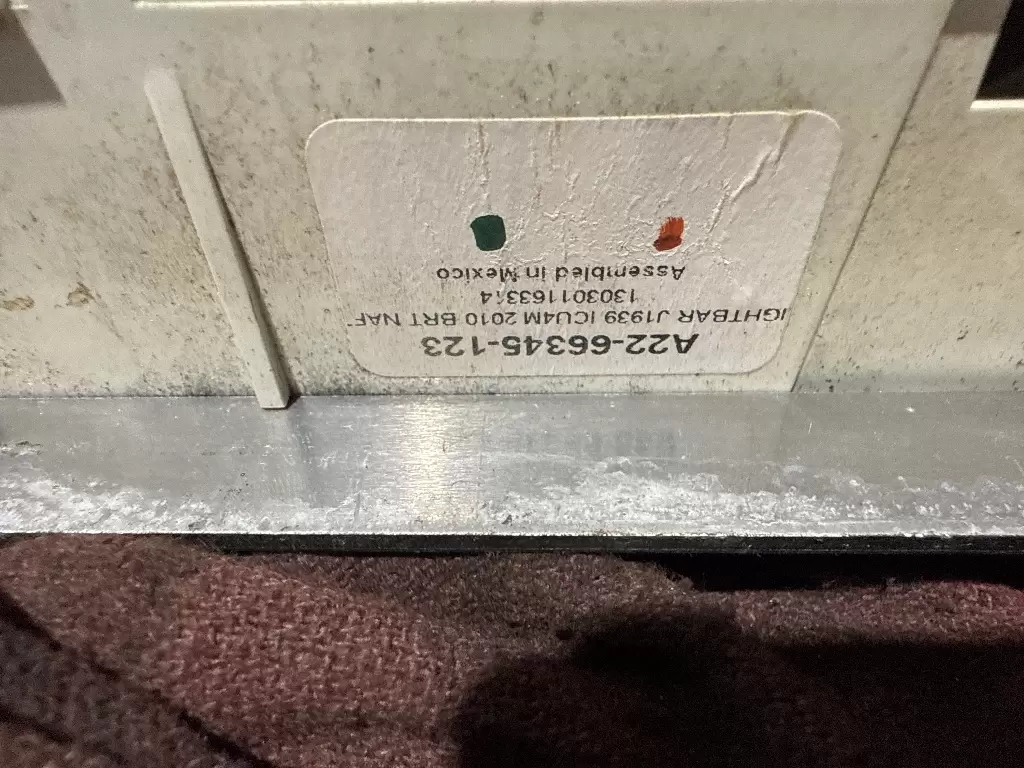 A22-66345-123
IGHTBAR J1939 ICU4M 2010 BRT NAF
Assembled in Mexico